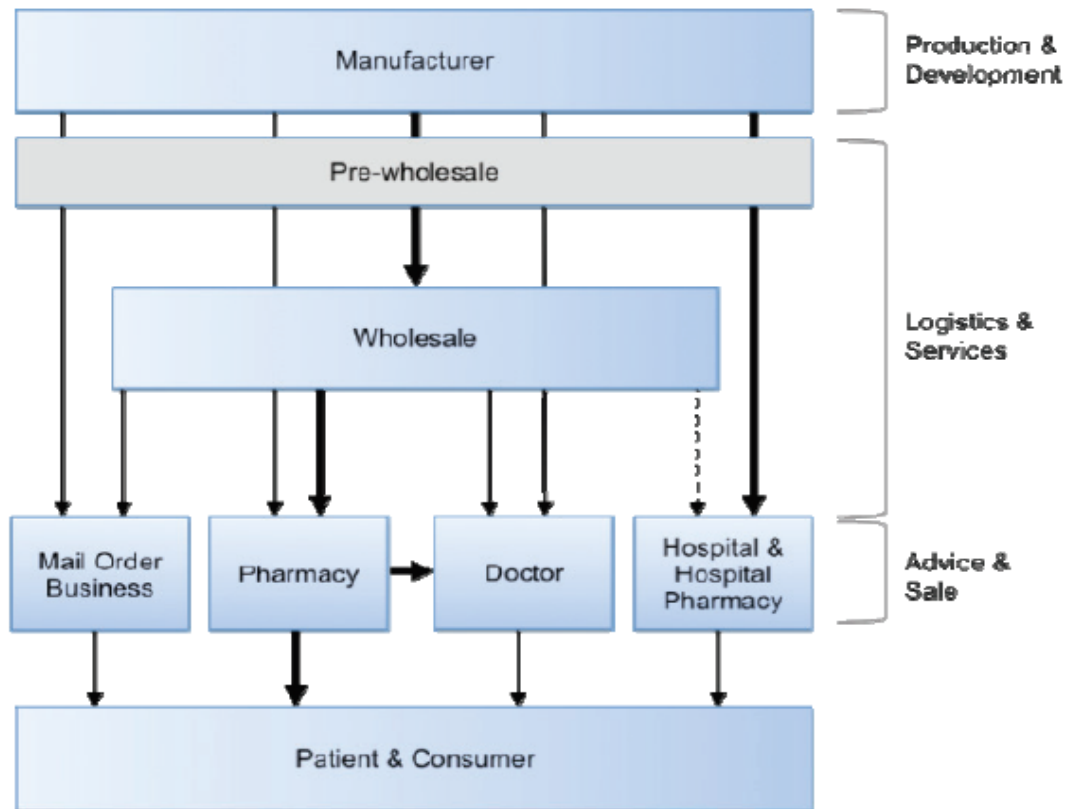 Manufacturer
Production &
Development
Pre-wholesale
Wholesale
Logistics &
Services
Mail Order
Business
Pharmacy
Doctor
Hospital &
Hospital
Pharmacy
Advice &
Sale
Patient & Consumer